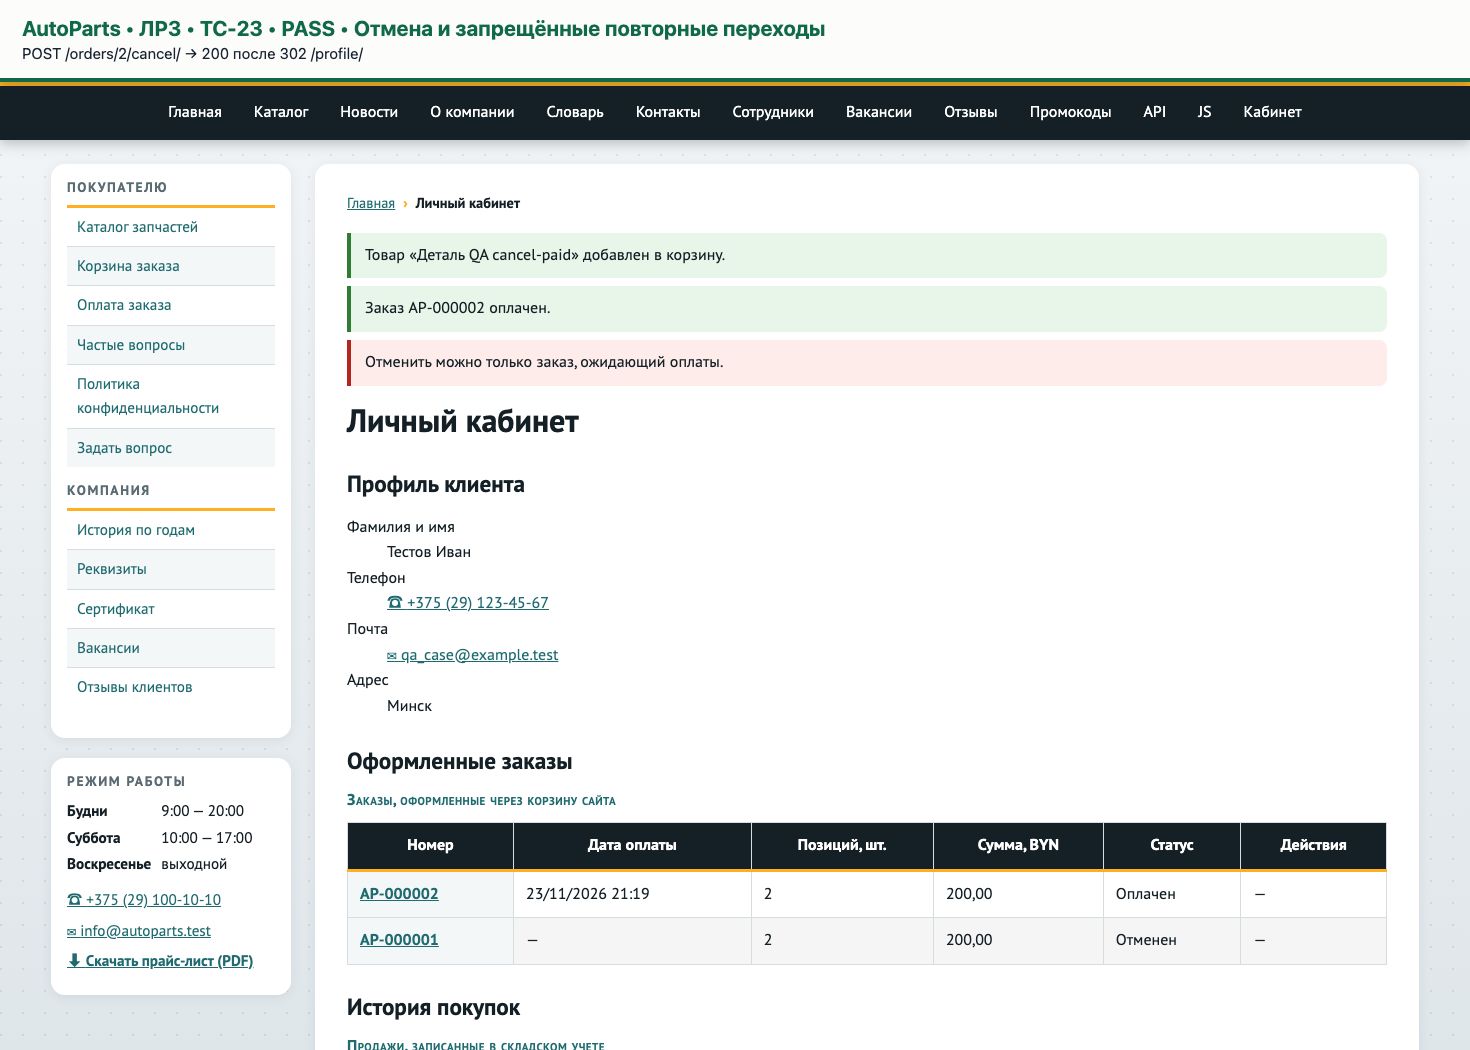 AutoParts • ЛР3 • TC-23 • PASS • Отмена и запрещённые повторные переходы
POST /orders/2/cancel/ → 200 после 302 /profile/
Главная Каталог Новости О компании Словарь Контакты Сотрудники Вакансии Отзывы Промокоды API JS Кабинет
ПОКУПАТЕЛЮ
Каталог запчастей
Корзина заказа
Оплата заказа
Частые вопросы
Политика
конфиденциальности
Задать вопрос
КОМПАНИЯ
История по годам
Реквизиты
Сертификат
Вакансии
Отзывы клиентов
РЕЖИМ РАБОТЫ
Будни 9:00 — 20:00
Суббота 10:00 — 17:00
Воскресенье выходной
☎ +375 (29) 100-10-10
✉ info@autoparts.test
⬇ Скачать прайс-лист (PDF)
Главная › Личный кабинет
Товар «Деталь QA cancel-paid» добавлен в корзину.
Заказ AP-000002 оплачен.
Отменить можно только заказ, ожидающий оплаты.
Личный кабинет
Профиль клиента
Фамилия и имя
Тестов Иван
Телефон
☎ +375 (29) 123-45-67
Почта
✉ qa_case@example.test
Адрес
Минск
Оформленные заказы
Заказы, оформленные через корзину сайта
Номер Дата оплаты Позиций, шт. Сумма, BYN Статус Действия
AP-000002 23/11/2026 21:19 2 200,00 Оплачен —
AP-000001 — 2 200,00 Отменен —
История покупок
Продажи, записанные в складском учете